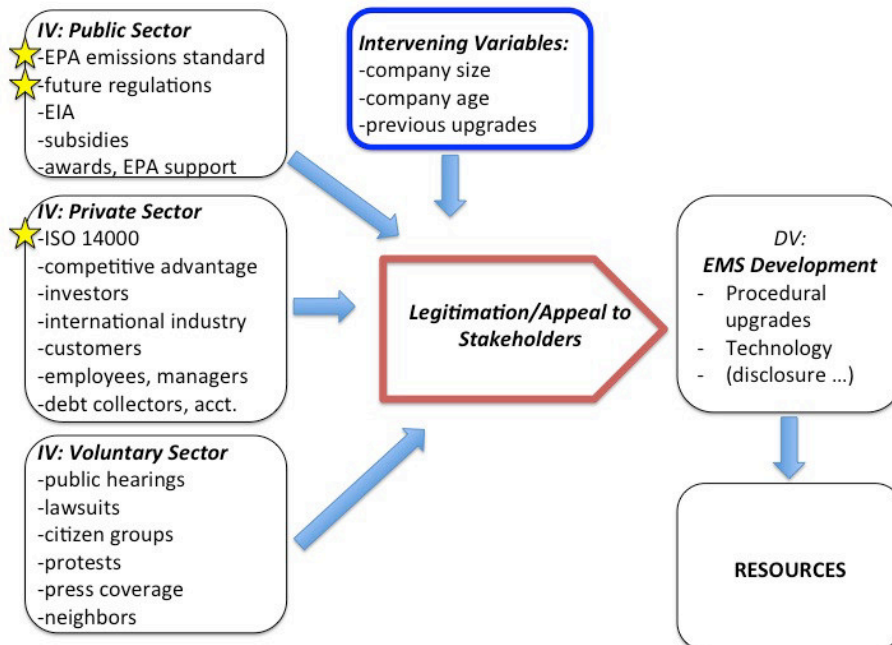 IV: Public Sector
-EPA emissions standard
-future regulations
-EIA
-subsidies
-awards, EPA support
Intervening Variables:
-company size
-company age
-previous upgrades
IV: Private Sector
-ISO 14000
-competitive advantage
-investors
-international industry
-customers
-employees, managers
-debt collectors, acct.
Legitimation/Appeal to
Stakeholders
DV:
EMS Development
- Procedural
upgrades
- Technology
- (disclosure ...)
IV: Voluntary Sector
-public hearings
-lawsuits
-citizen groups
-protests
-press coverage
-neighbors
RESOURCES